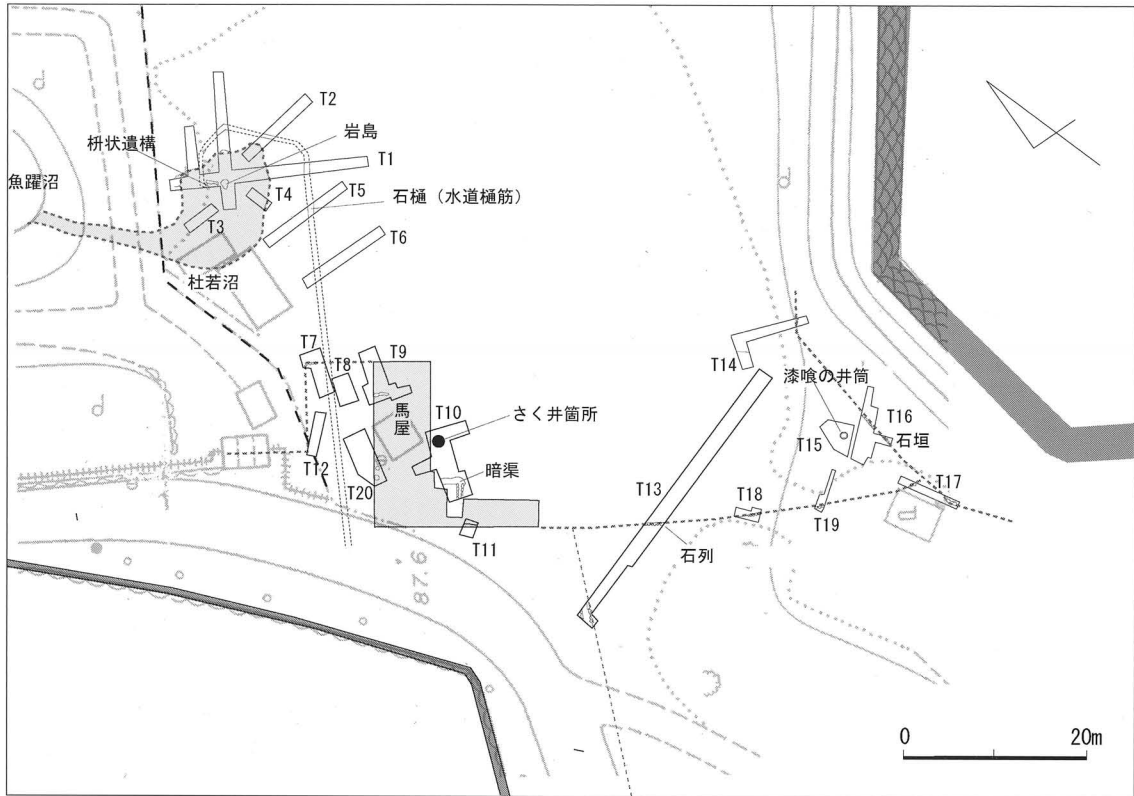 T2
岩島
枡状遺構
T1
魚躍沼
T5
T4
石樋（水道樋筋）
T3
T6
杜若沼
T7
T8
T9
T14
漆喰の井筒
馬屋
T10
さく井箇所
T16
T15
石垣
T12
暗渠
T20
T17
T13
T18
T19
T11
石列
87.6
0
20m